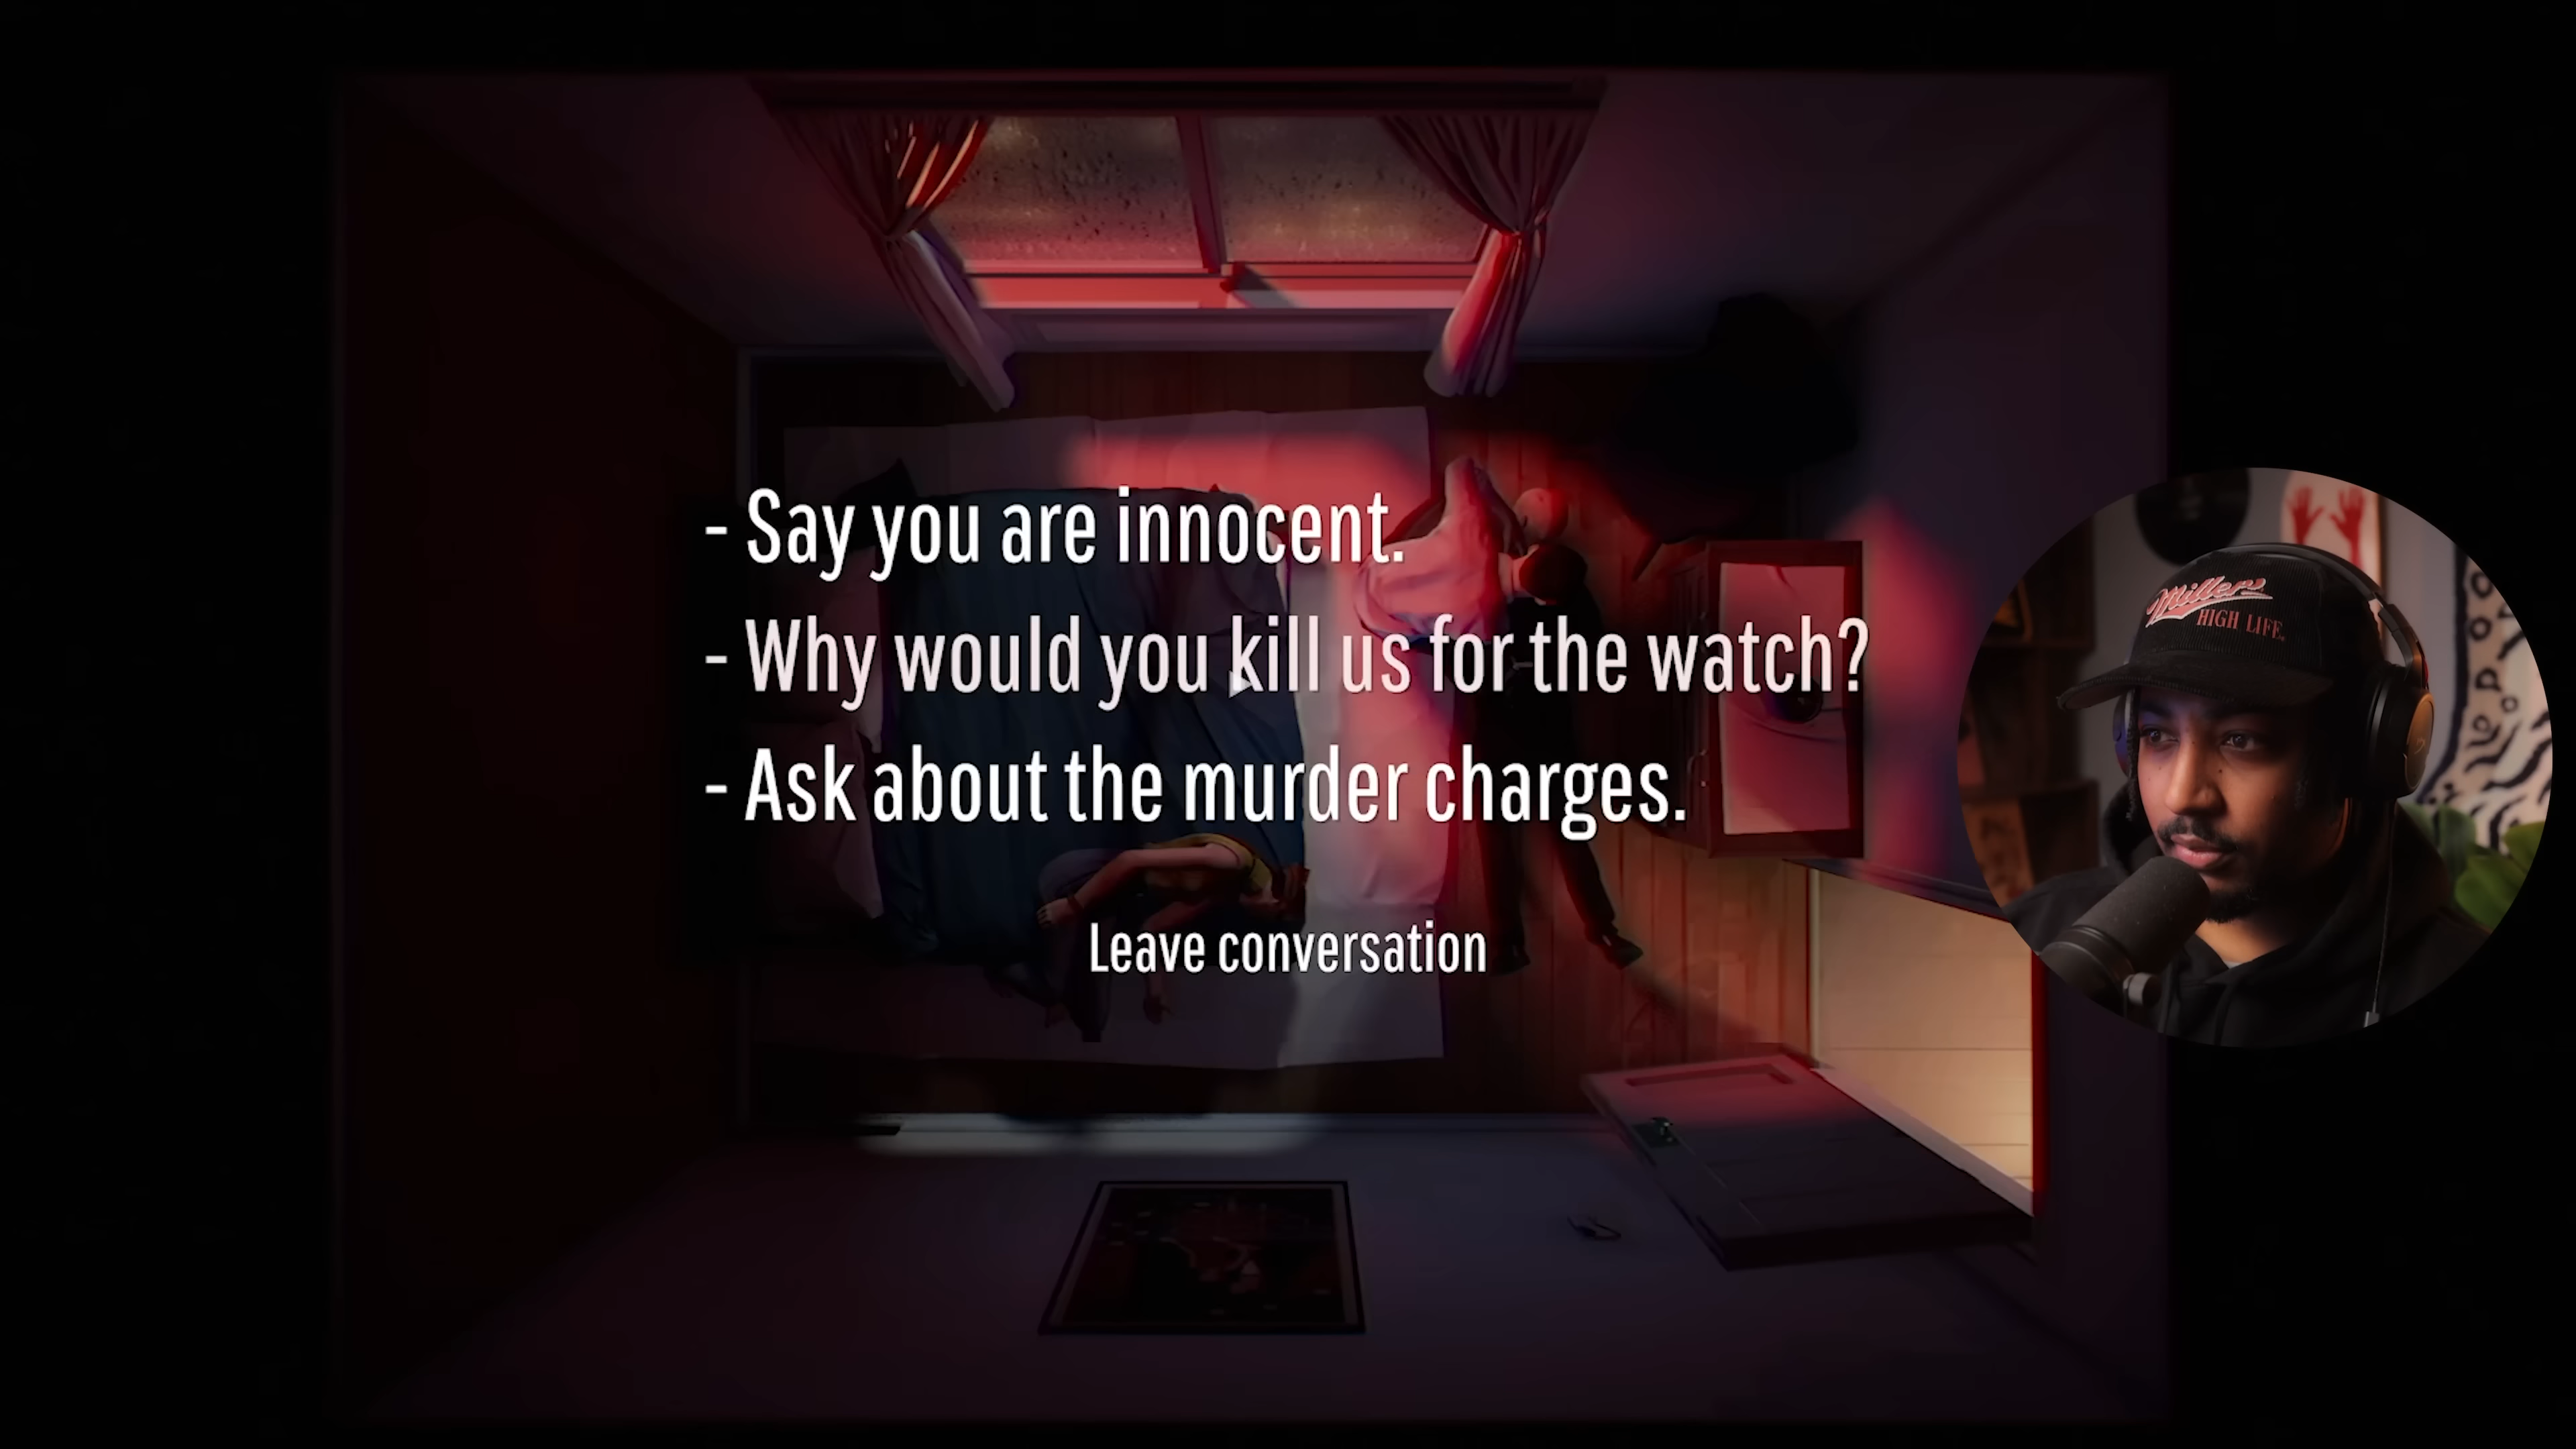 - Say you are innocent.
- Why would you kill us for the watch?
- Ask about the murder charges.
Leave conversation
Miller
HIGH LIFE